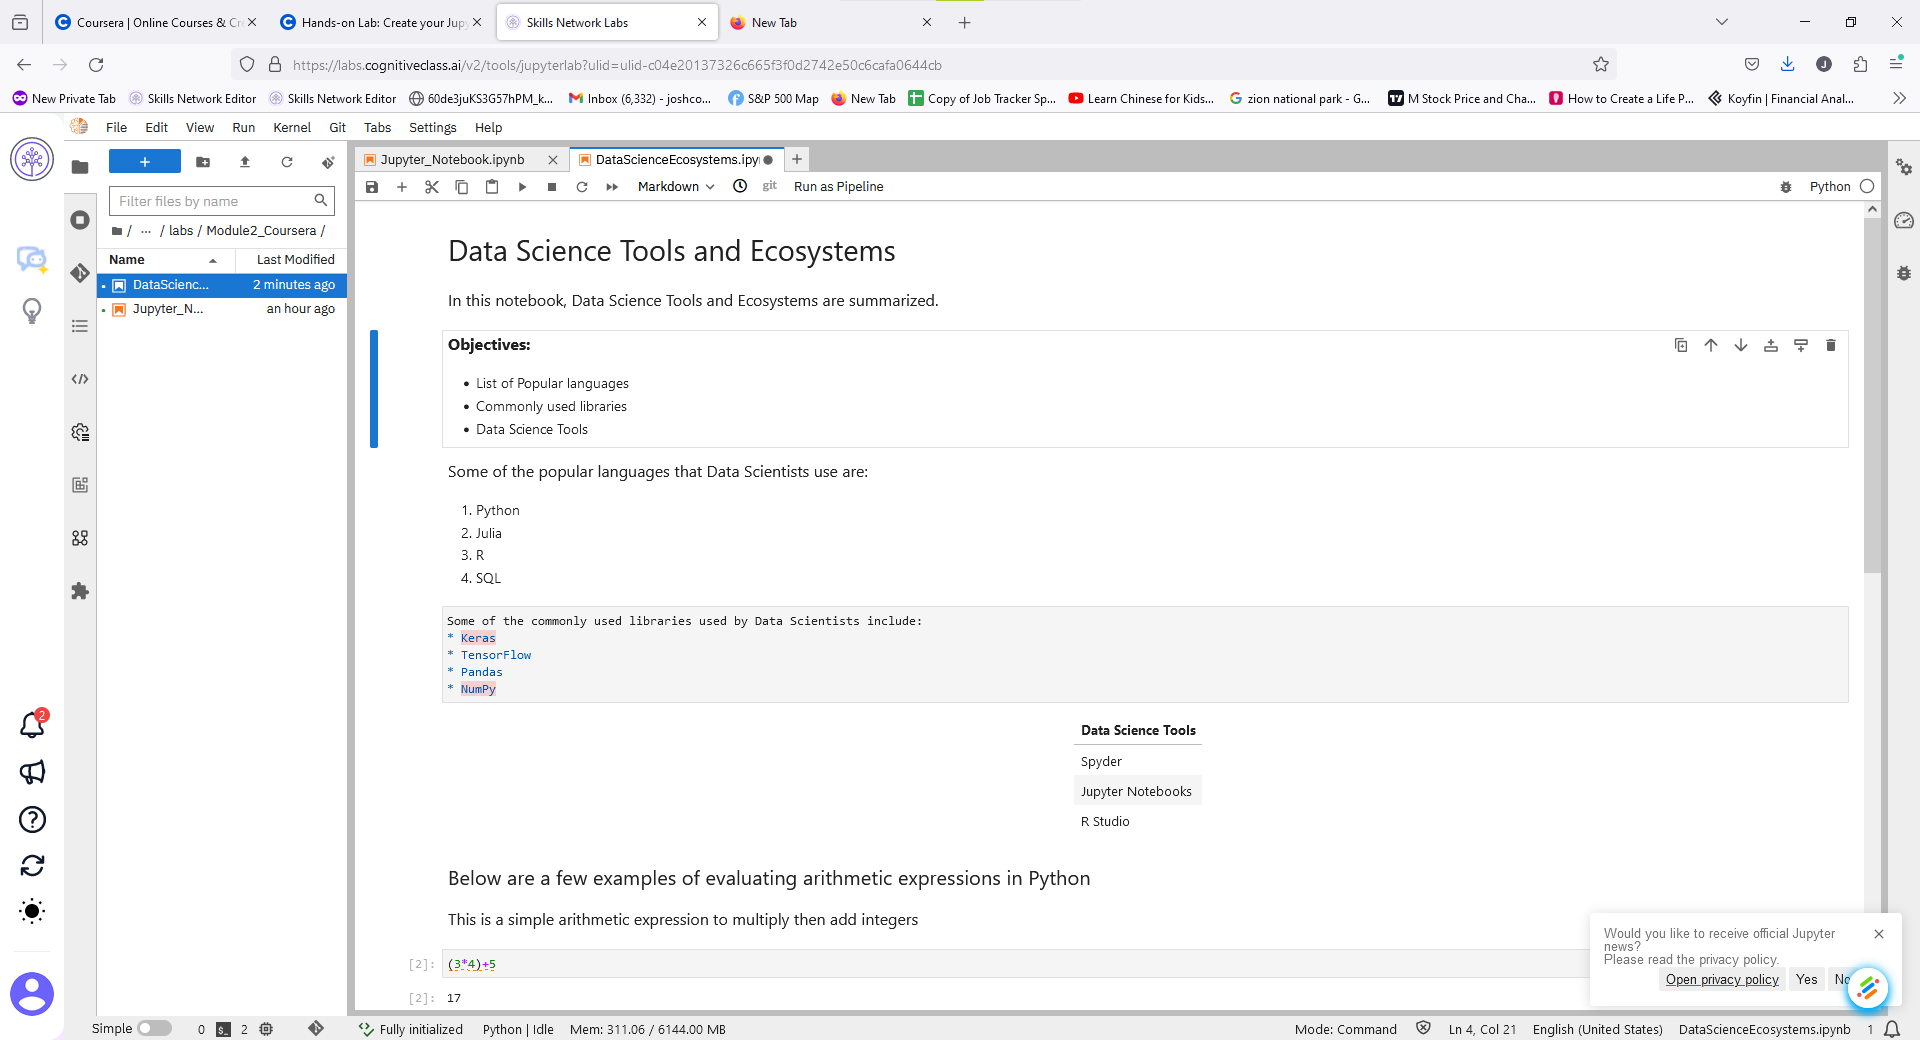 Coursera | Online Courses & Cr
Hands-on Lab: Create your Jupy
Skills Network Labs
New Tab
https://labs.cognitiveclass.ai/v2/tools/jupyterlab?ulid=ulid-c04e20137326c665f3f0d2742e50c6cafa0644cb
New Private Tab
Skills Network Editor
Skills Network Editor
60de3juKS3G57hPM_k...
Inbox (6,332) - joshco...
S&P 500 Map
New Tab
Copy of Job Tracker Sp...
Learn Chinese for Kids...
zion national park - G...
M Stock Price and Cha...
How to Create a Life P...
Koyfin | Financial Anal...
File Edit View Run Kernel Git Tabs Settings Help
Jupyter_Notebook.ipynb
DataScienceEcosystems.ipyn
Markdown
git
Run as Pipeline
Python
Filter files by name
/ ... / labs / Module2_Coursera /
Name Last Modified
DataScienc... 2 minutes ago
Jupyter_N... an hour ago
Data Science Tools and Ecosystems
In this notebook, Data Science Tools and Ecosystems are summarized.
Objectives:
• List of Popular languages
• Commonly used libraries
• Data Science Tools
Some of the popular languages that Data Scientists use are:
1. Python
2. Julia
3. R
4. SQL
Some of the commonly used libraries used by Data Scientists include:
* Keras
* TensorFlow
* Pandas
* NumPy
Data Science Tools
Spyder
Jupyter Notebooks
R Studio
Below are a few examples of evaluating arithmetic expressions in Python
This is a simple arithmetic expression to multiply then add integers
[2]: (3*4)+5
[2]: 17
2
Would you like to receive official Jupyter
news?
Please read the privacy policy.
Open privacy policy Yes No
Simple 0 2 Fully initialized Python | Idle Mem: 311.06 / 6144.00 MB Mode: Command Ln 4, Col 21 English (United States) DataScienceEcosystems.ipynb 1